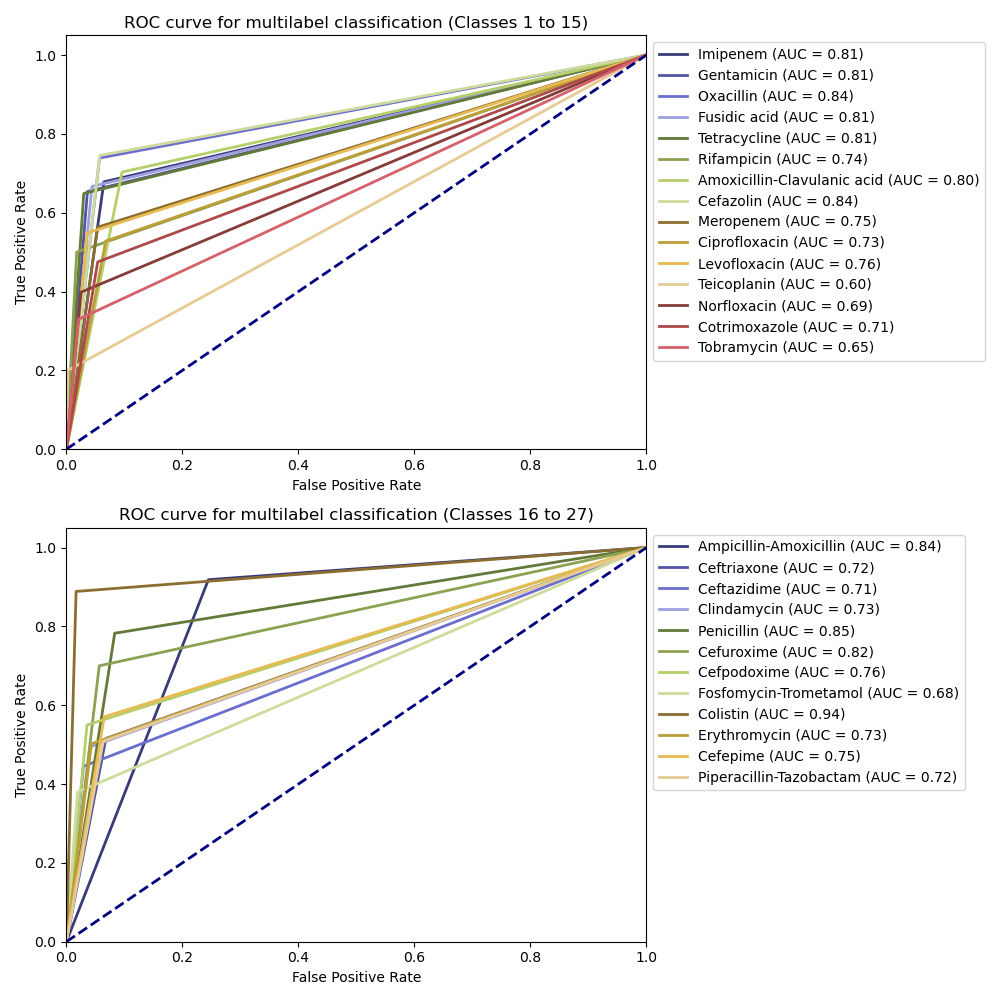 ROC curve for multilabel classification (Classes 1 to 15)
1.0
0.8
0.6
0.4
0.2
0.0
True Positive Rate
0.0 0.2 0.4 0.6 0.8 1.0
False Positive Rate
Imipenem (AUC = 0.81)
Gentamicin (AUC = 0.81)
Oxacillin (AUC = 0.84)
Fusidic acid (AUC = 0.81)
Tetracycline (AUC = 0.81)
Rifampicin (AUC = 0.74)
Amoxicillin-Clavulanic acid (AUC = 0.80)
Cefazolin (AUC = 0.84)
Meropenem (AUC = 0.75)
Ciprofloxacin (AUC = 0.73)
Levofloxacin (AUC = 0.76)
Teicoplanin (AUC = 0.60)
Norfloxacin (AUC = 0.69)
Cotrimoxazole (AUC = 0.71)
Tobramycin (AUC = 0.65)
ROC curve for multilabel classification (Classes 16 to 27)
1.0
0.8
0.6
0.4
0.2
0.0
True Positive Rate
0.0 0.2 0.4 0.6 0.8 1.0
False Positive Rate
Ampicillin-Amoxicillin (AUC = 0.84)
Ceftriaxone (AUC = 0.72)
Ceftazidime (AUC = 0.71)
Clindamycin (AUC = 0.73)
Penicillin (AUC = 0.85)
Cefuroxime (AUC = 0.82)
Cefpodoxime (AUC = 0.76)
Fosfomycin-Trometamol (AUC = 0.68)
Colistin (AUC = 0.94)
Erythromycin (AUC = 0.73)
Cefepime (AUC = 0.75)
Piperacillin-Tazobactam (AUC = 0.72)